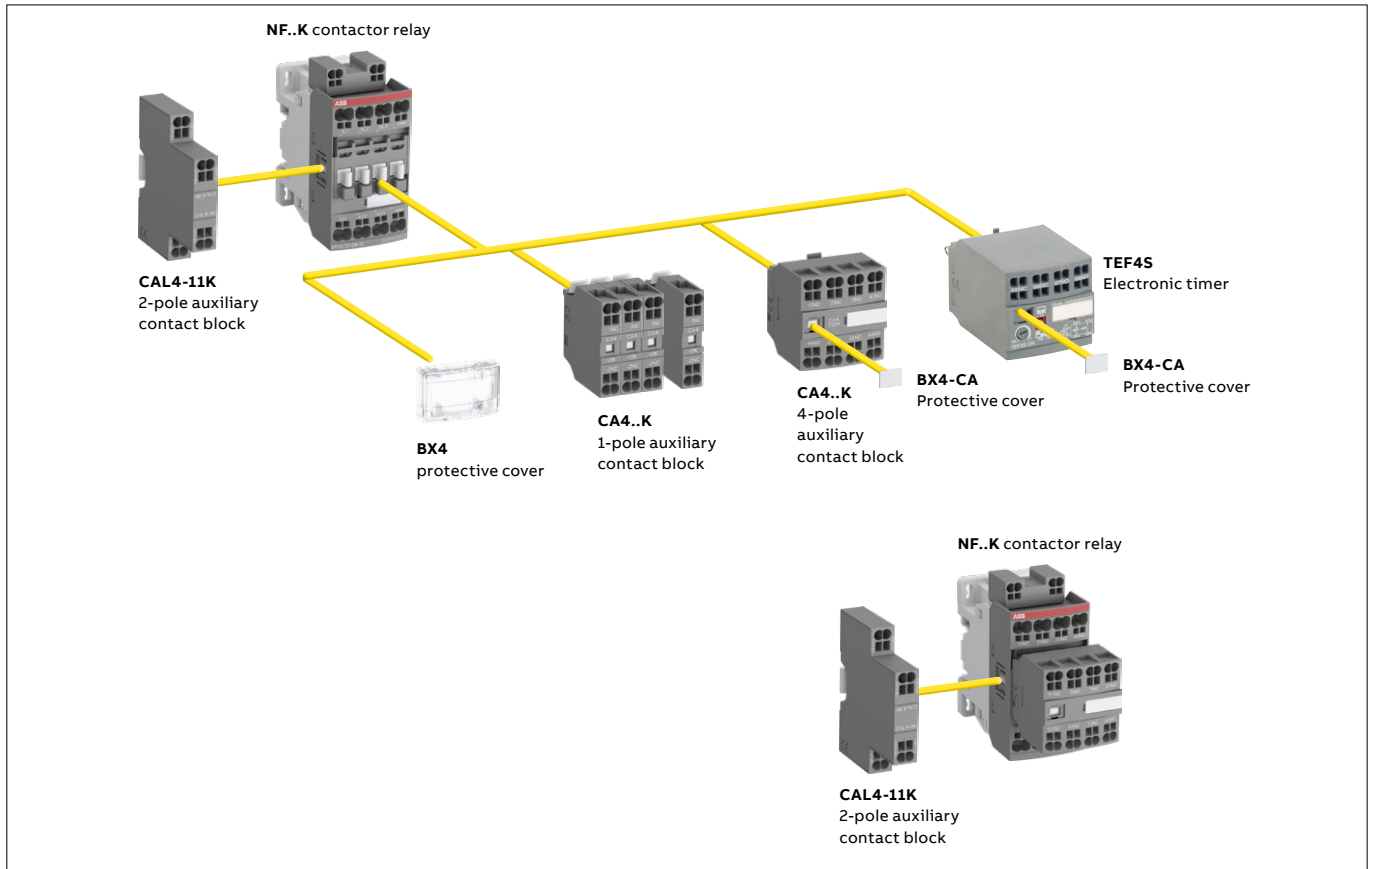 NF..K contactor relay
ABB
CAL4-11K
2-pole auxiliary
contact block
TEF4S
Electronic timer
BX4-CA
Protective cover
BX4-CA
Protective cover
CA4..K
4-pole
auxiliary
contact block
CA4..K
1-pole auxiliary
contact block
BX4
protective cover
NF..K contactor relay
ABB
CAL4-11K
2-pole auxiliary
contact block